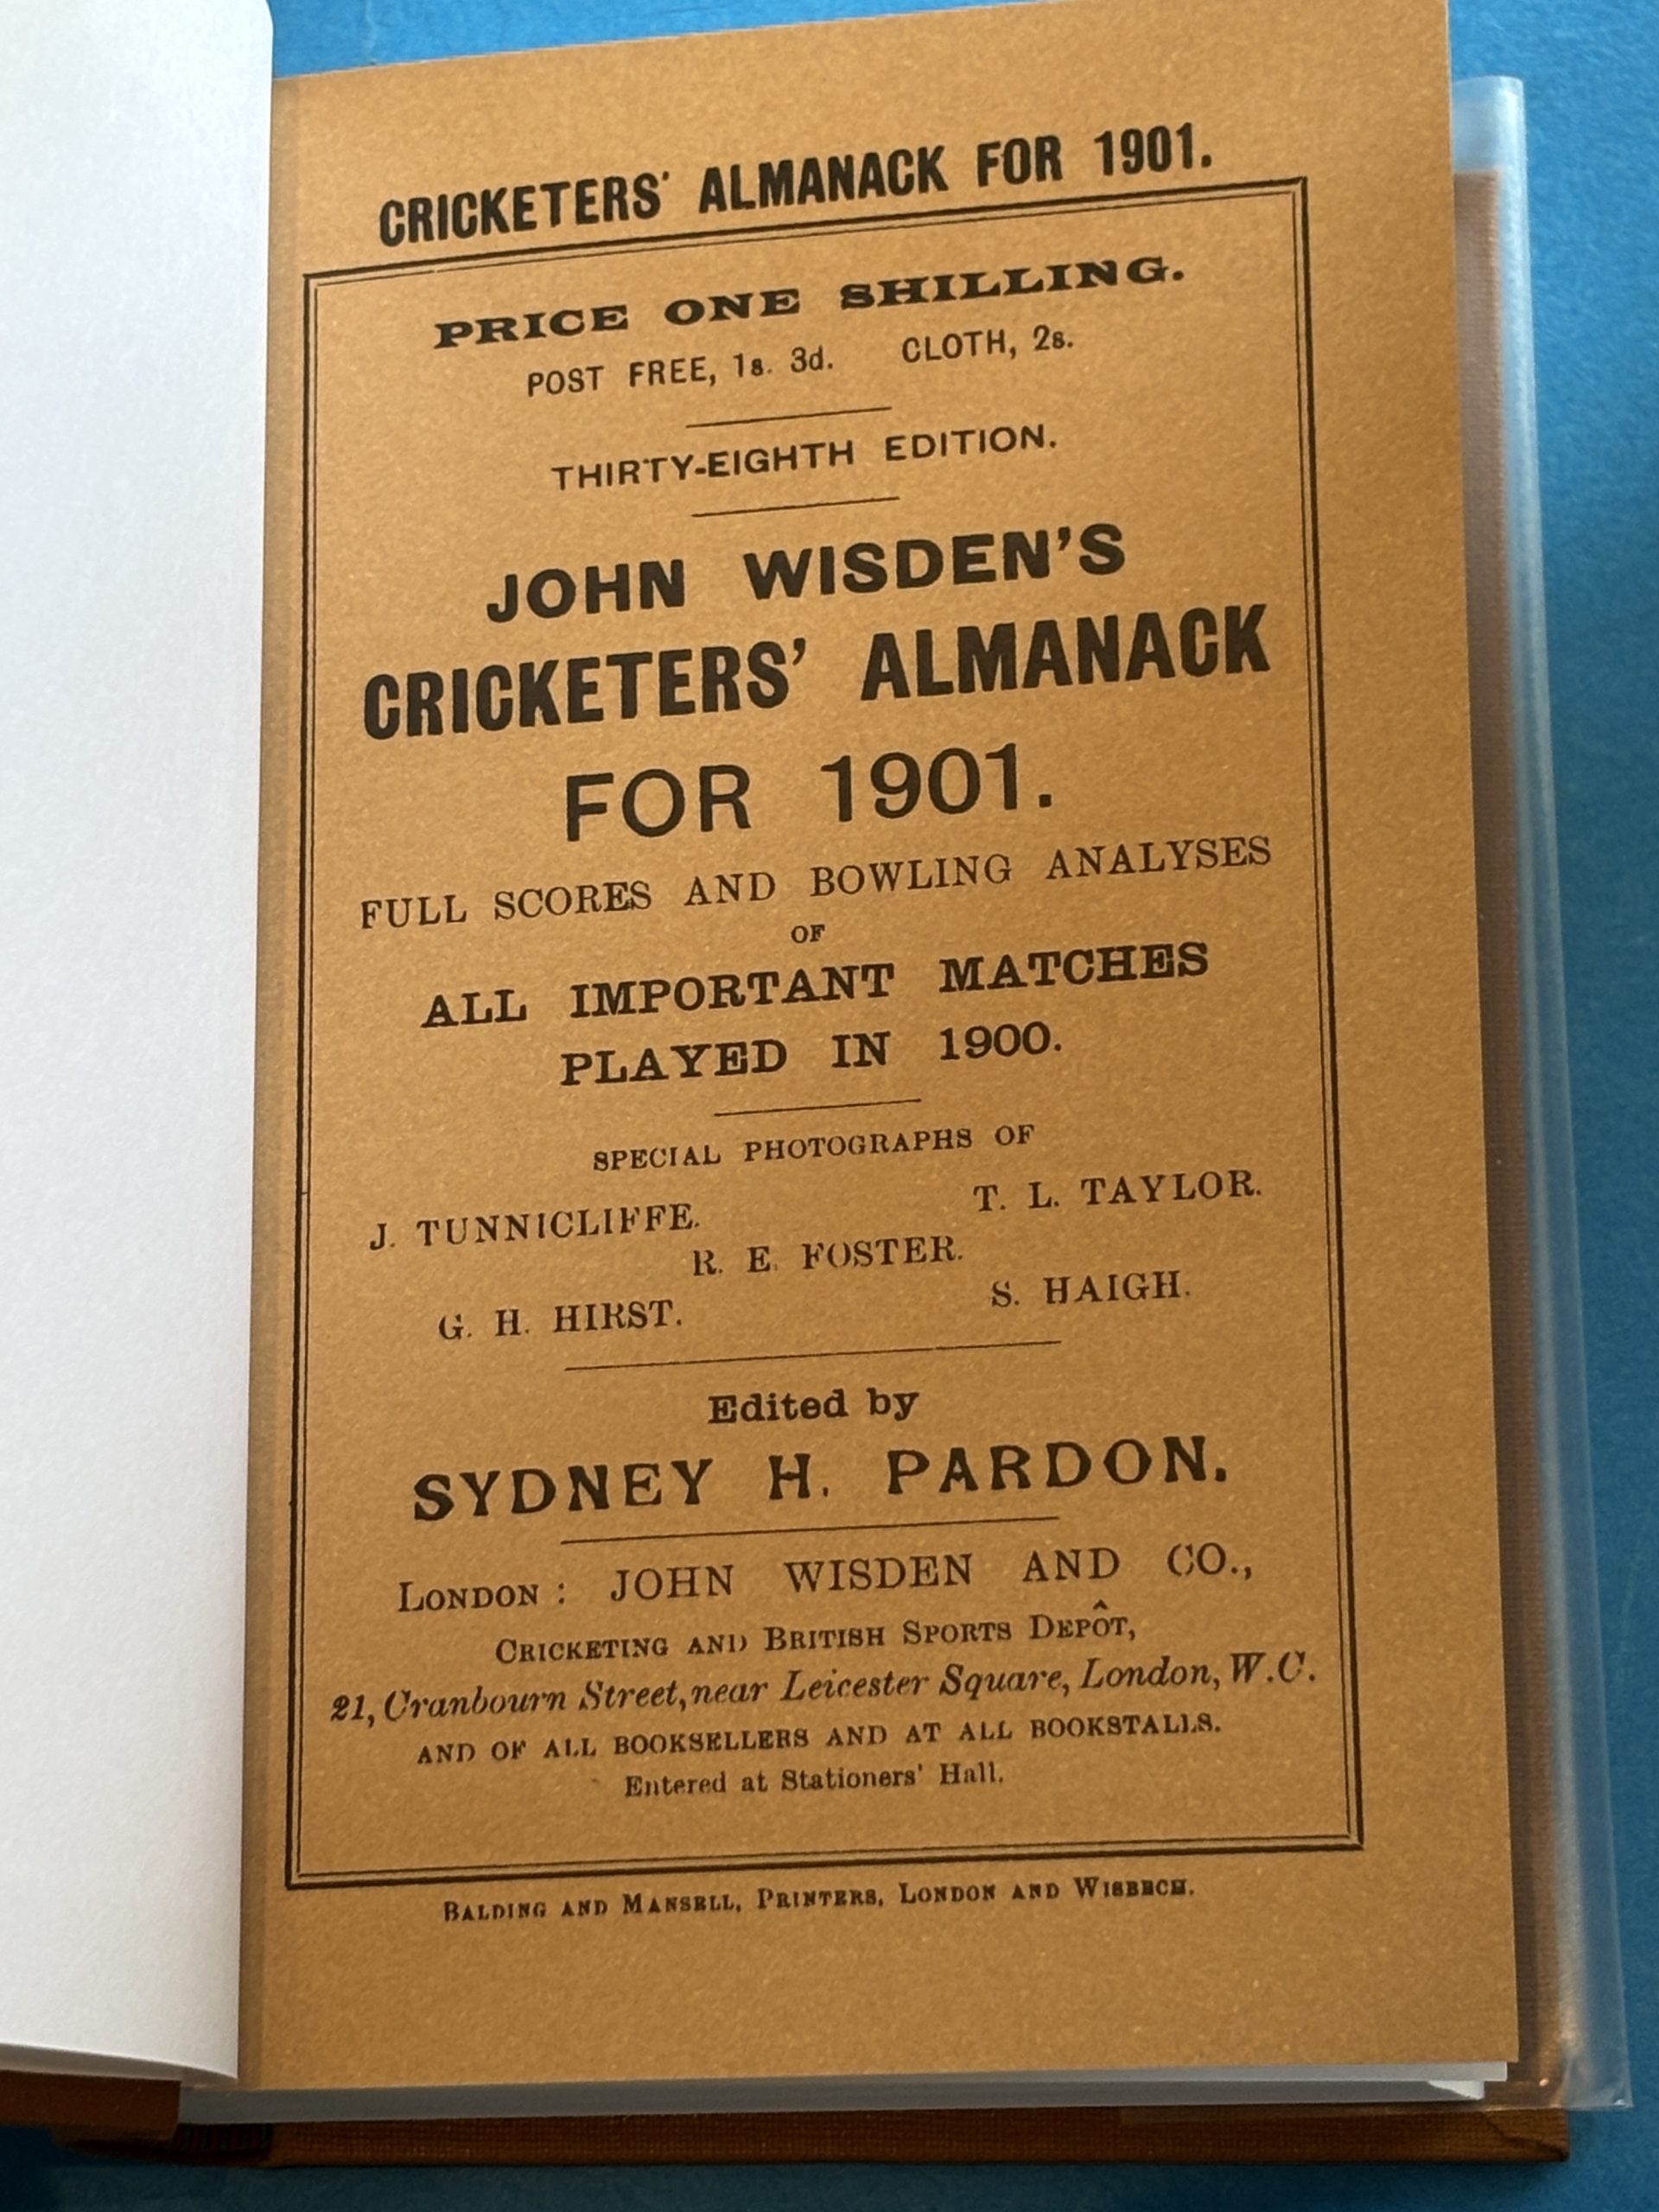 CRICKETERS' ALMANACK FOR 1901.
PRICE ONE SHILLING.
POST FREE, 1s. 3d. CLOTH, 2s.
THIRTY-EIGHTH EDITION.
JOHN WISDEN'S
CRICKETERS' ALMANACK
FOR 1901.
FULL SCORES AND BOWLING ANALYSES
OF
ALL IMPORTANT MATCHES
PLAYED IN 1900.
SPECIAL PHOTOGRAPHS OF
J. TUNNICLIFFE. T. L. TAYLOR.
R. E. FOSTER.
G. H. HIRST. S. HAIGH.
Edited by
SYDNEY H. PARDON.
LONDON: JOHN WISDEN AND CO.,
CRICKETING AND BRITISH SPORTS DEPÔT,
21, Cranbourn Street, near Leicester Square, London, W.C.
AND OF ALL BOOKSELLERS AND AT ALL BOOKSTALLS.
Entered at Stationers' Hall.
BALDING AND MANSELL, PRINTERS, LONDON AND WISBECH.